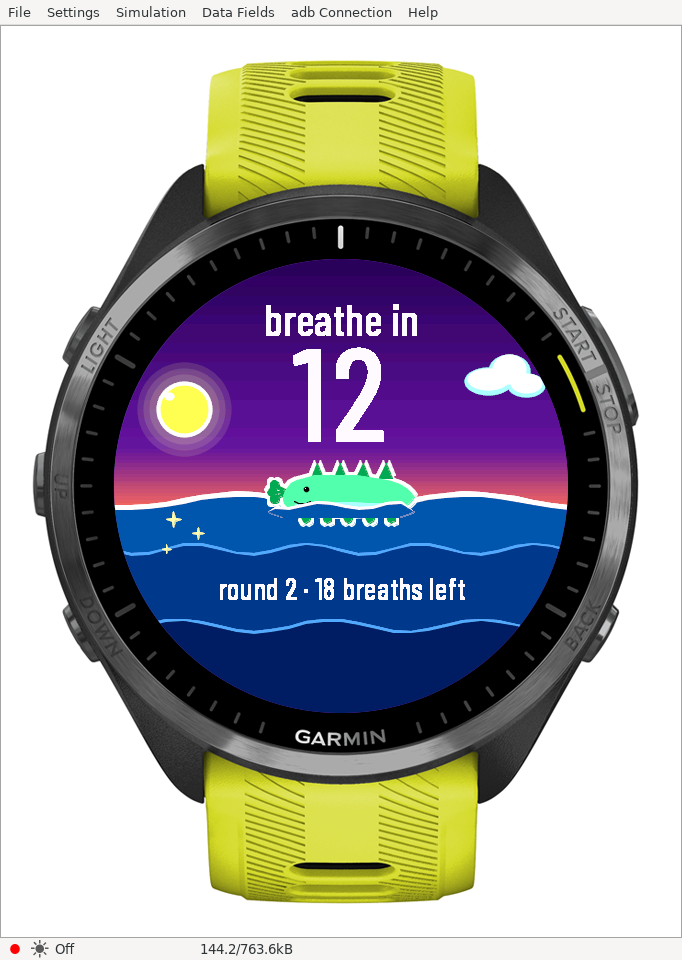 File Settings Simulation Data Fields adb Connection Help
LIGHT
START
STOP
breathe in
12
UP
round 2 · 18 breaths left
DOWN
BACK
GARMIN
Off 144.2/763.6kB